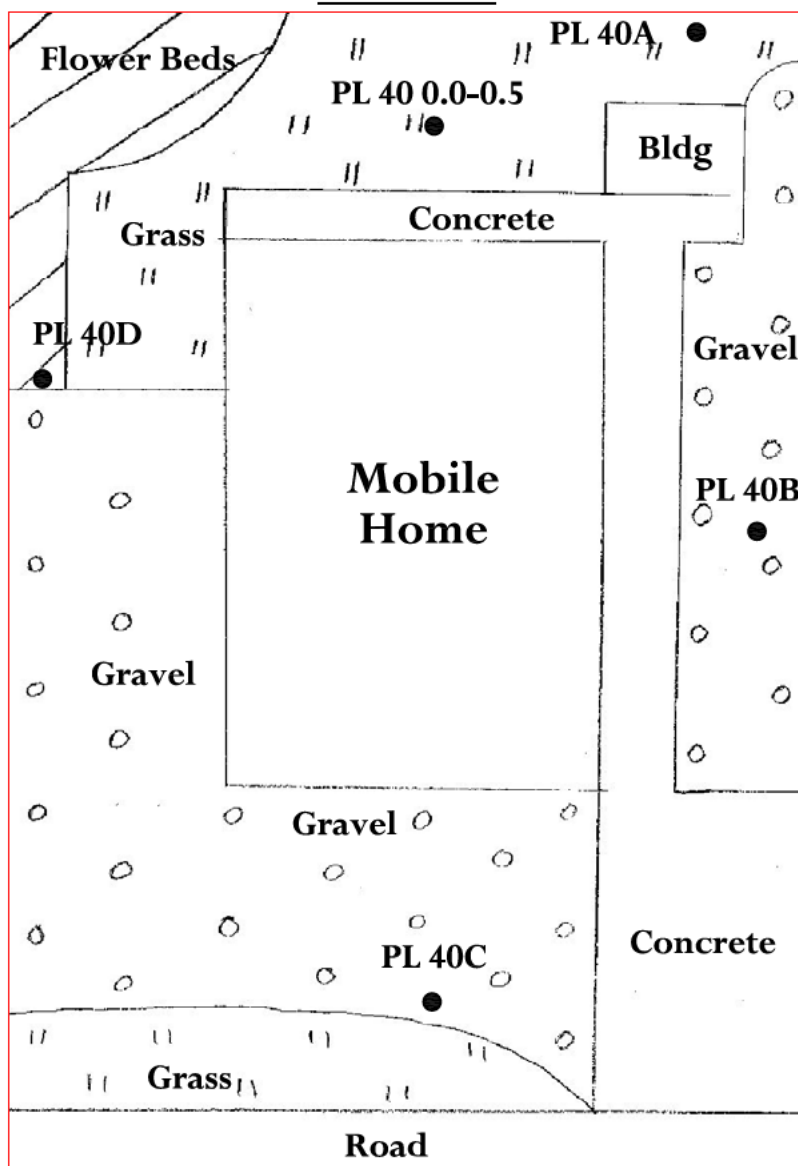 PL 40A
Flower Beds
PL 40 0.0-0.5
Bldg
Concrete
Grass
PL 40D
Gravel
Mobile
Home
PL 40B
Gravel
Gravel
PL 40C
Concrete
Grass
Road